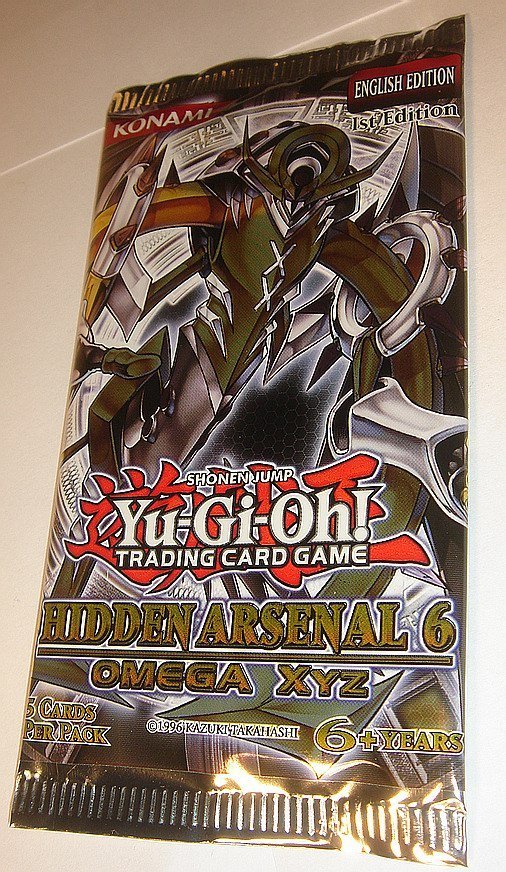 ENGLISH EDITION
KONAMI
1st Edition
SHONEN JUMP
Yu-Gi-Oh!
TRADING CARD GAME
HIDDEN ARSENAL 6
OMEGA XYZ
5 CARDS
PER PACK
©1996 KAZUKI TAKAHASHI
6+YEARS